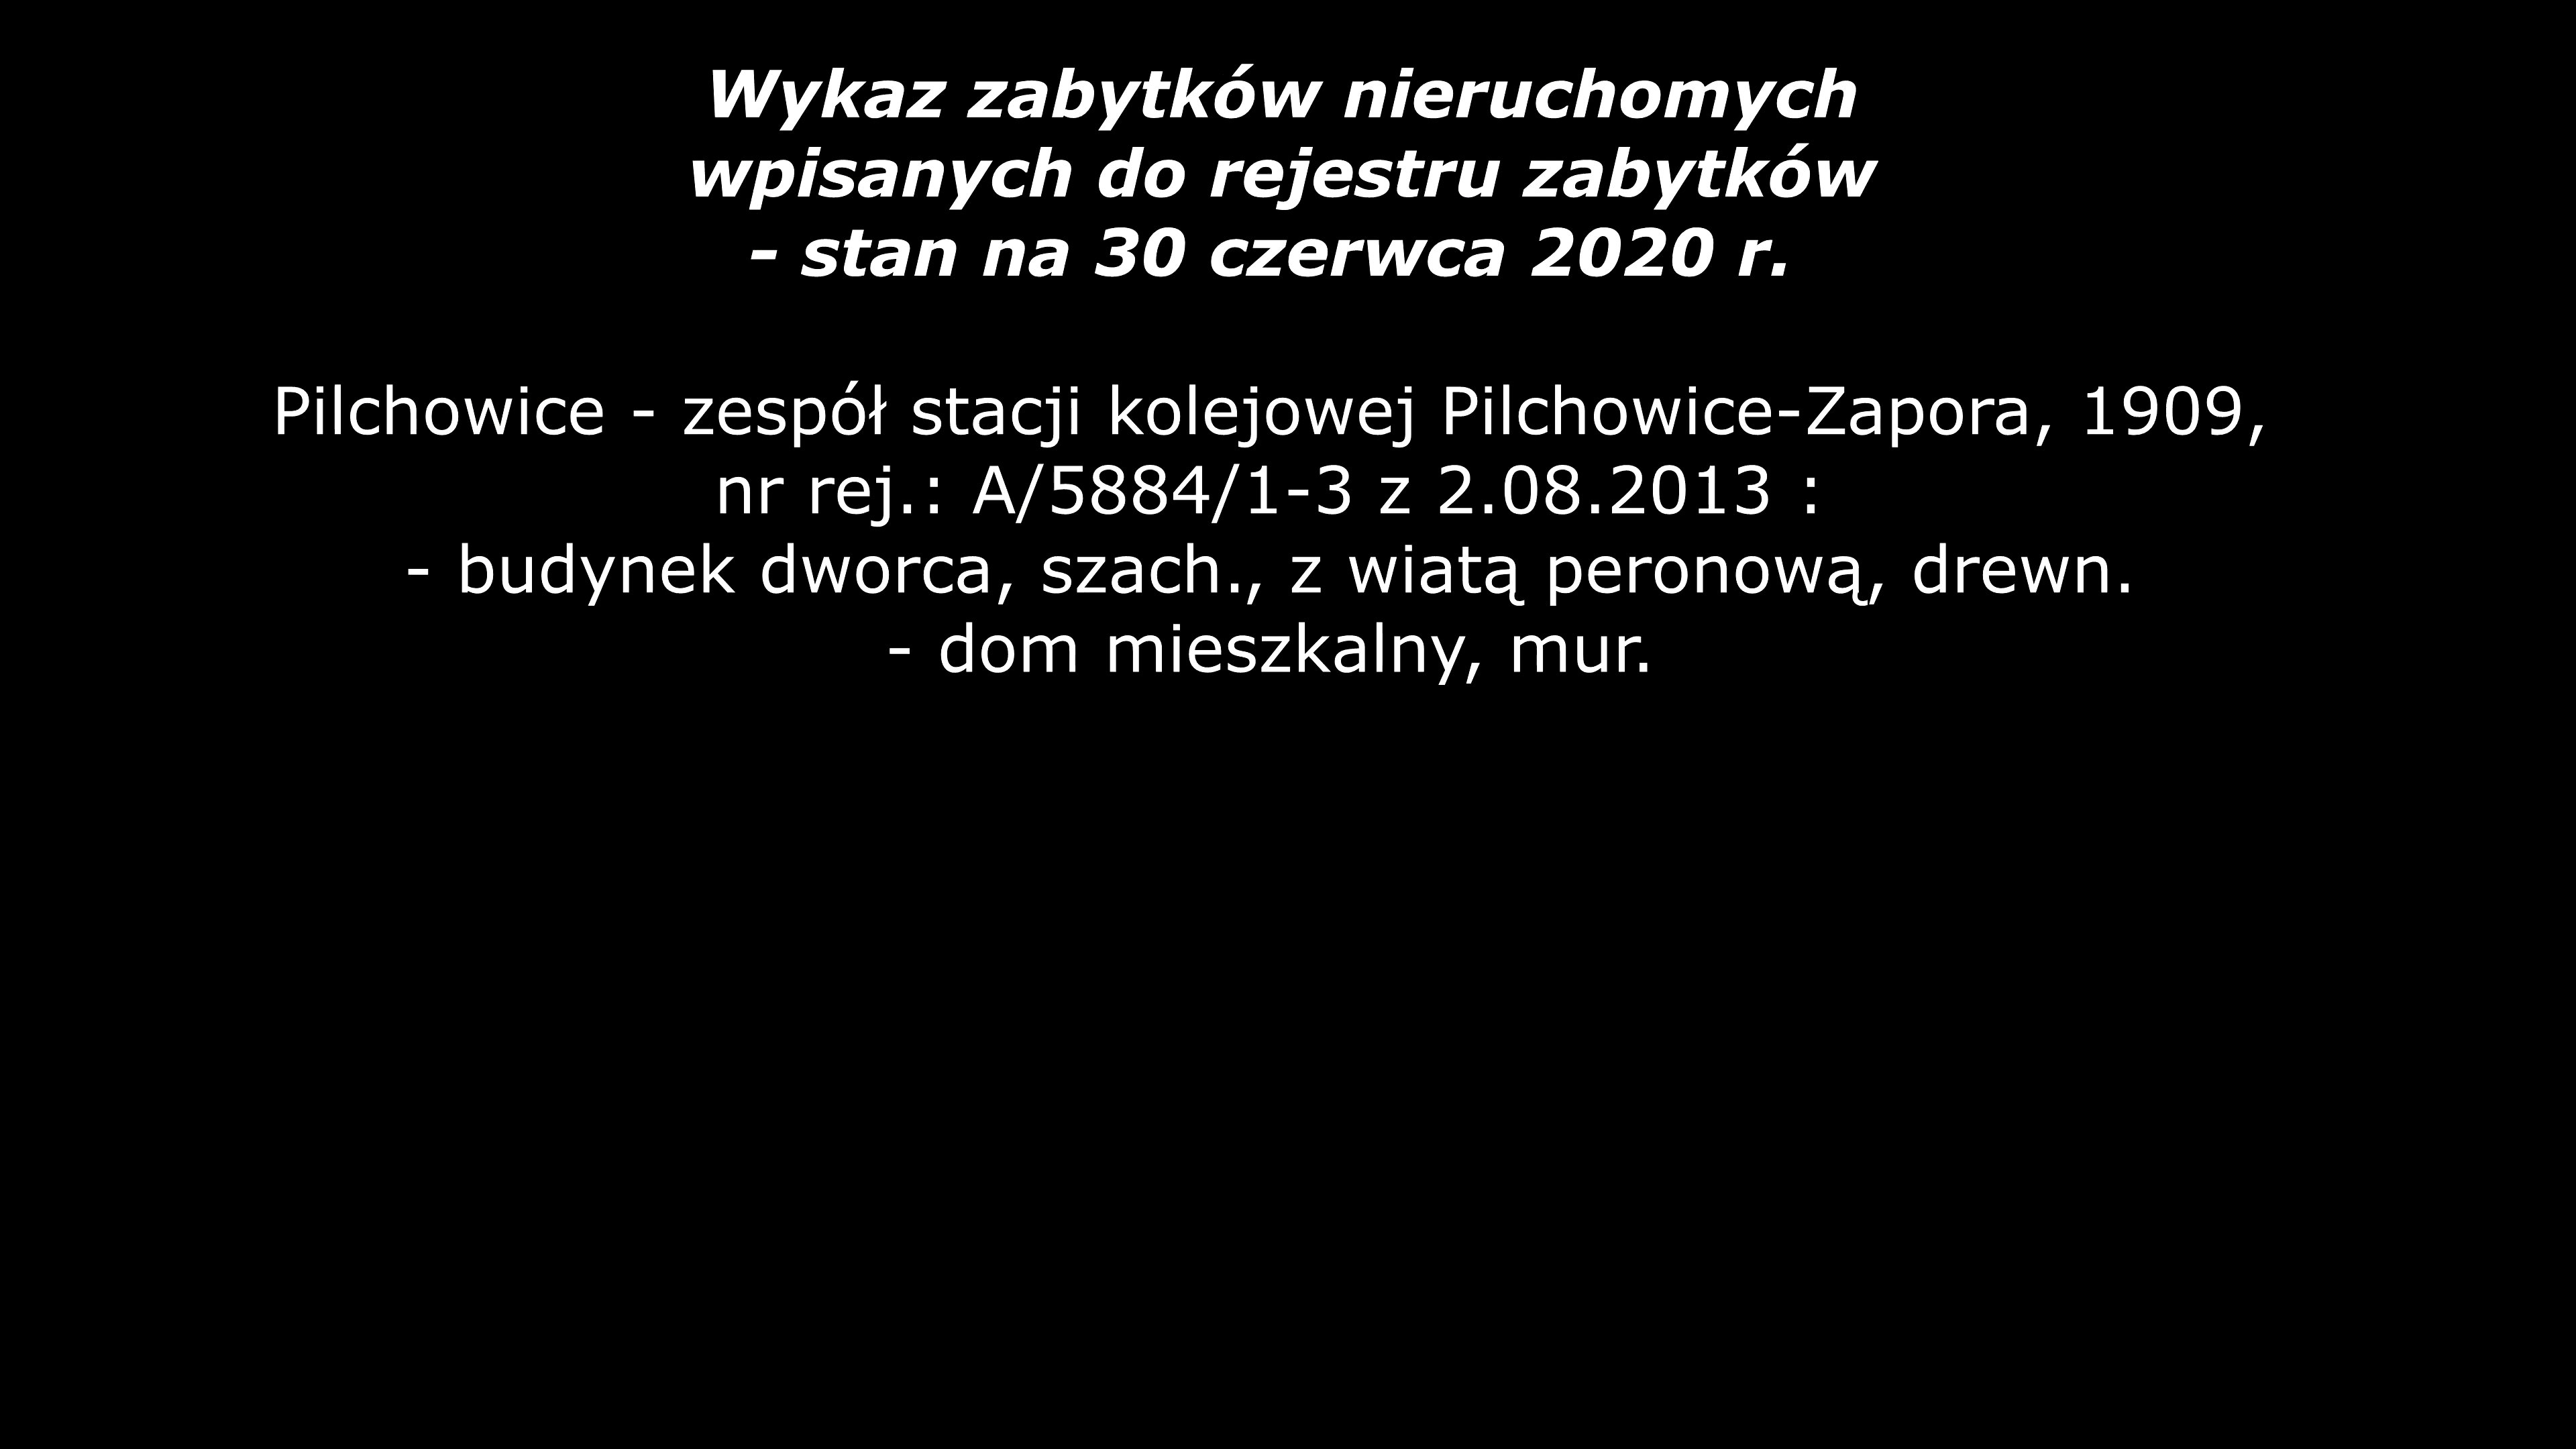 Wykaz zabytków nieruchomych
wpisanych do rejestru zabytków
- stan na 30 czerwca 2020 r.
Pilchowice - zespół stacji kolejowej Pilchowice-Zapora, 1909,
nr rej.: A/5884/1-3 z 2.08.2013 :
- budynek dworca, szach., z wiatą peronową, drewn.
- dom mieszkalny, mur.